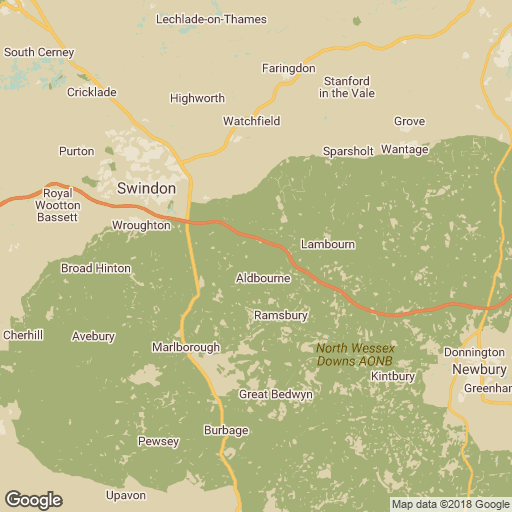 Lechlade-on-Thames
South Cerney
Faringdon
Stanford
in the Vale
Cricklade
Highworth
Watchfield
Grove
Purton
Sparsholt
Wantage
Swindon
Royal
Wootton
Bassett
Wroughton
Lambourn
Broad Hinton
Aldbourne
Ramsbury
Cherhill
Avebury
Marlborough
North Wessex
Downs AONB
Donnington
Kintbury
Newbury
Greenham
Great Bedwyn
Burbage
Pewsey
Upavon
Google
Map data ©2018 Google